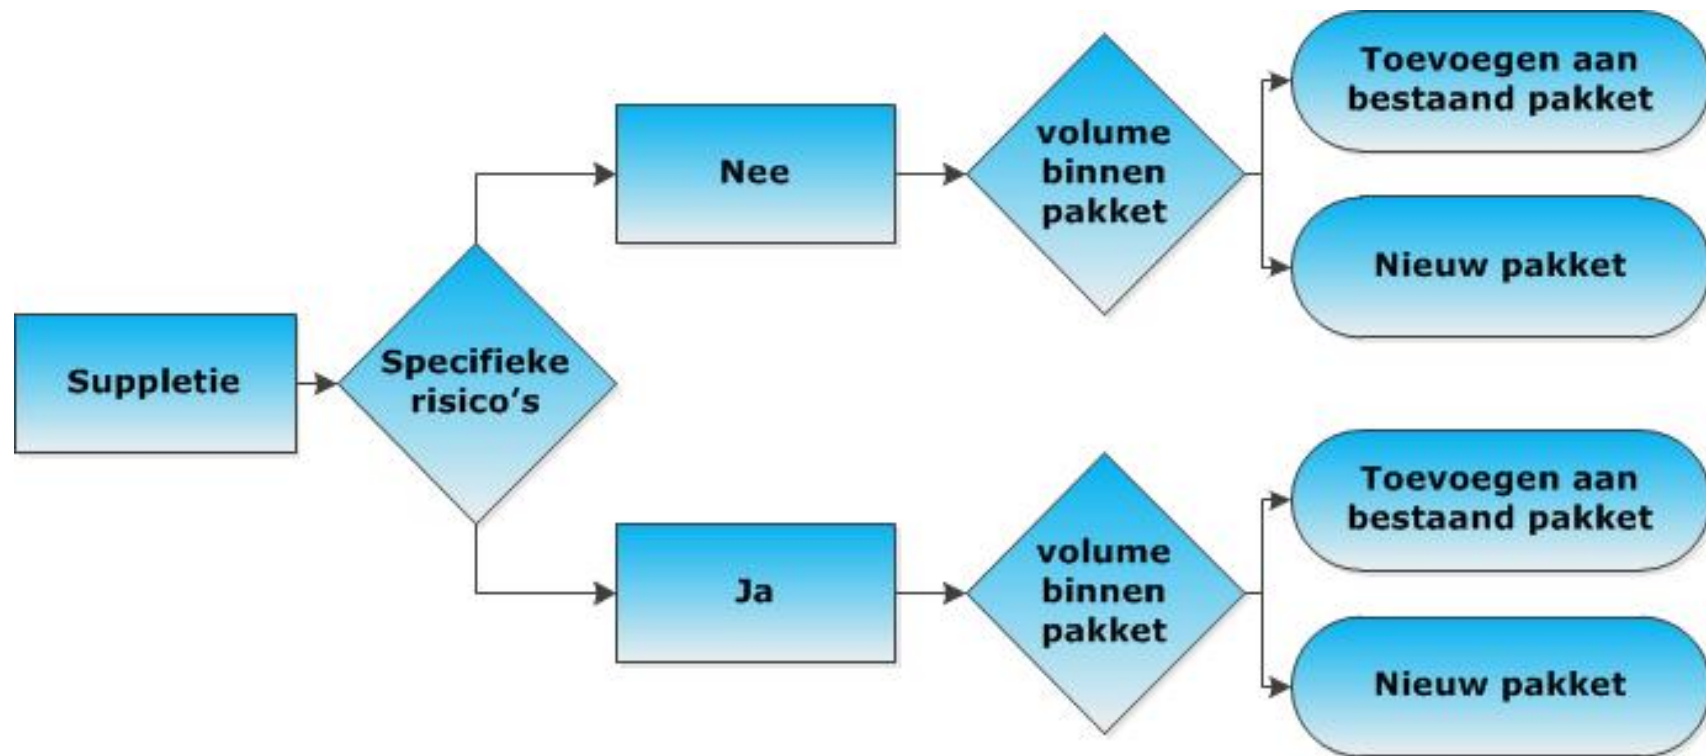 Suppletie
Specifieke
risico’s
Nee
volume
binnen
pakket
Toevoegen aan
bestaand pakket
Nieuw pakket
Ja
volume
binnen
pakket
Toevoegen aan
bestaand pakket
Nieuw pakket